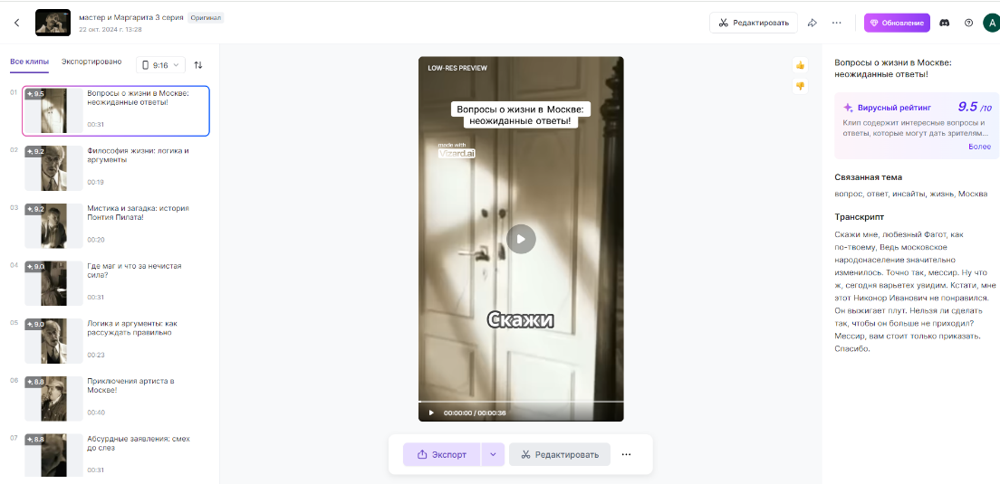 мастер и Маргарита 3 серия Оригинал
22 окт. 2024 г. 13:28
Редактировать
Обновление
A
Все клипы Экспортировано 9:16
01
9.5
Вопросы о жизни в Москве:
неожиданные ответы!
00:31
02
9.2
Философия жизни: логика и
аргументы
00:19
03
9.2
Мистика и загадка: история
Понтия Пилата!
00:20
04
9.0
Где маг и что за нечистая
сила?
00:31
05
9.0
Логика и аргументы: как
рассуждать правильно
00:23
06
8.8
Приключения артиста в
Москве!
00:40
07
8.8
Абсурдные заявления: смех
до слез
00:31
LOW-RES PREVIEW
Вопросы о жизни в Москве:
неожиданные ответы!
made with
Vizard.ai
Скажи
00:00:00 / 00:00:36
Экспорт
Редактировать
Вопросы о жизни в Москве:
неожиданные ответы!
Вирусный рейтинг 9.5 /10
Клип содержит интересные вопросы и
ответы, которые могут дать зрителям...
Более
Связанная тема
вопрос, ответ, инсайты, жизнь, Москва
Транскрипт
Скажи мне, любезный Фагот, как
по-твоему, Ведь московское
народонаселение значительно
изменилось. Точно так, мессир. Ну что
ж, сегодня варьетех увидим. Кстати, мне
этот Никонор Иванович не понравился.
Он выжигает плут. Нельзя ли сделать
так, чтобы он больше не приходил?
Мессир, вам стоит только приказать.
Спасибо.